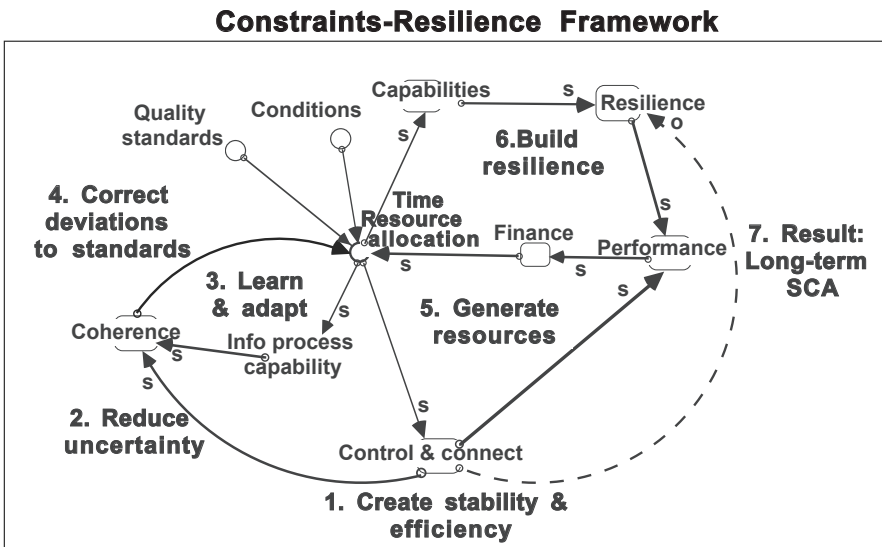 Constraints-Resilience Framework
Capabilities
s
Resilience
o
Quality
standards
Conditions
s
6.Build
resilience
4. Correct
deviations
to standards
Time
Resource
allocation
s
Finance
Performance
s
s
s
7. Result:
Long-term
SCA
3. Learn
& adapt
s
5. Generate
resources
Coherence
s
Info process
capability
s
s
2. Reduce
uncertainty
Control & connect
1. Create stability &
efficiency